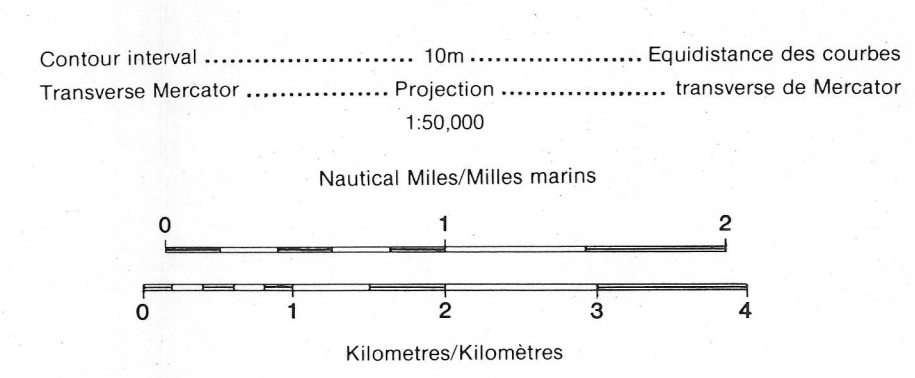 Contour interval ......................... 10m ..................... Equidistance des courbes
Transverse Mercator ................. Projection .................... transverse de Mercator
1:50,000
Nautical Miles/Milles marins
0 1 2
0 1 2 3 4
Kilometres/Kilomètres